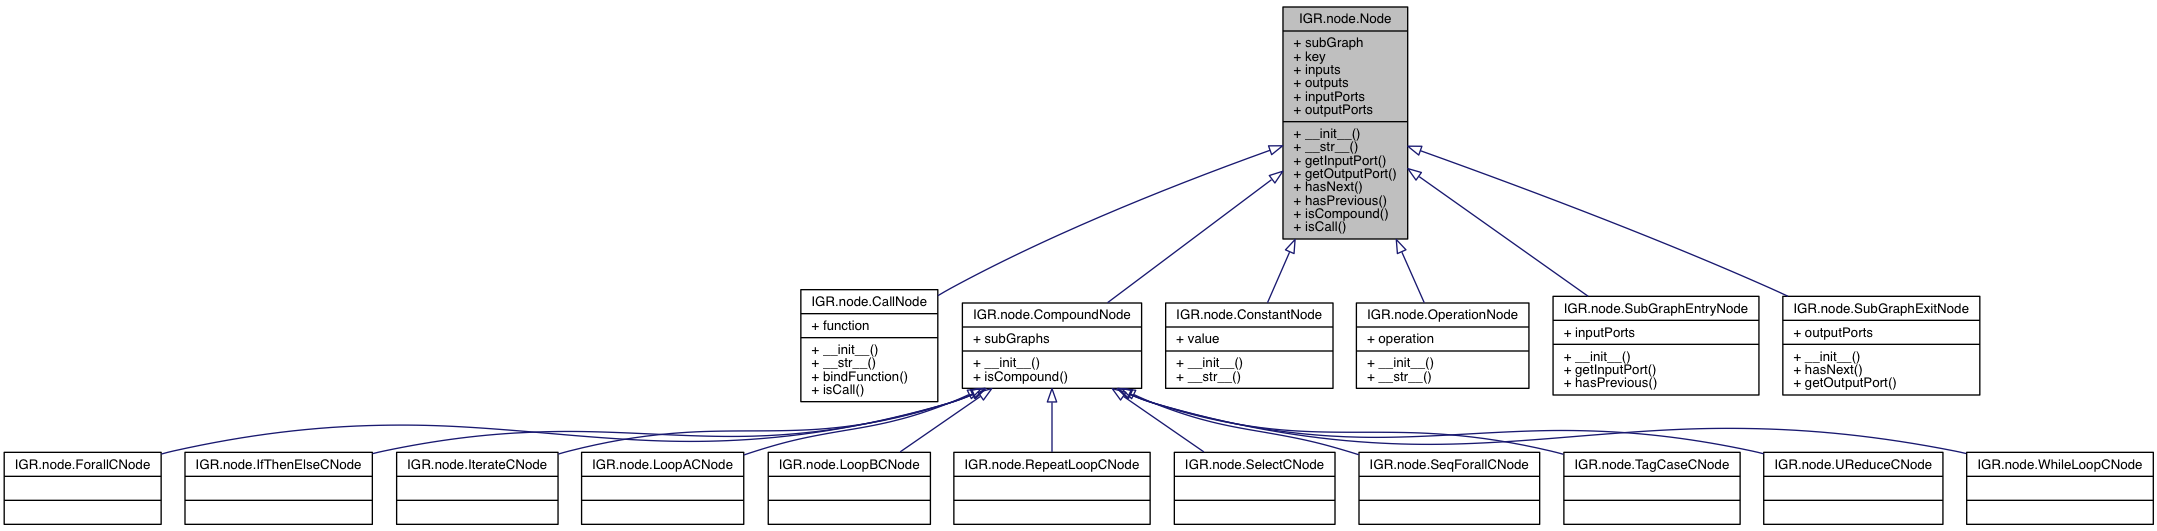 IGR.node.Node
+ subGraph
+ key
+ inputs
+ outputs
+ inputPorts
+ outputPorts
+ __init__()
+ __str__()
+ getInputPort()
+ getOutputPort()
+ hasNext()
+ hasPrevious()
+ isCompound()
+ isCall()
IGR.node.CallNode
+ function
+ __init__()
+ __str__()
+ bindFunction()
+ isCall()
IGR.node.CompoundNode
+ subGraphs
+ __init__()
+ isCompound()
IGR.node.ConstantNode
+ value
+ __init__()
+ __str__()
IGR.node.OperationNode
+ operation
+ __init__()
+ __str__()
IGR.node.SubGraphEntryNode
+ inputPorts
+ __init__()
+ getInputPort()
+ hasPrevious()
IGR.node.SubGraphExitNode
+ outputPorts
+ __init__()
+ hasNext()
+ getOutputPort()
IGR.node.ForallCNode
IGR.node.IfThenElseCNode
IGR.node.IterateCNode
IGR.node.LoopACNode
IGR.node.LoopBCNode
IGR.node.RepeatLoopCNode
IGR.node.SelectCNode
IGR.node.SeqForallCNode
IGR.node.TagCaseCNode
IGR.node.UReduceCNode
IGR.node.WhileLoopCNode